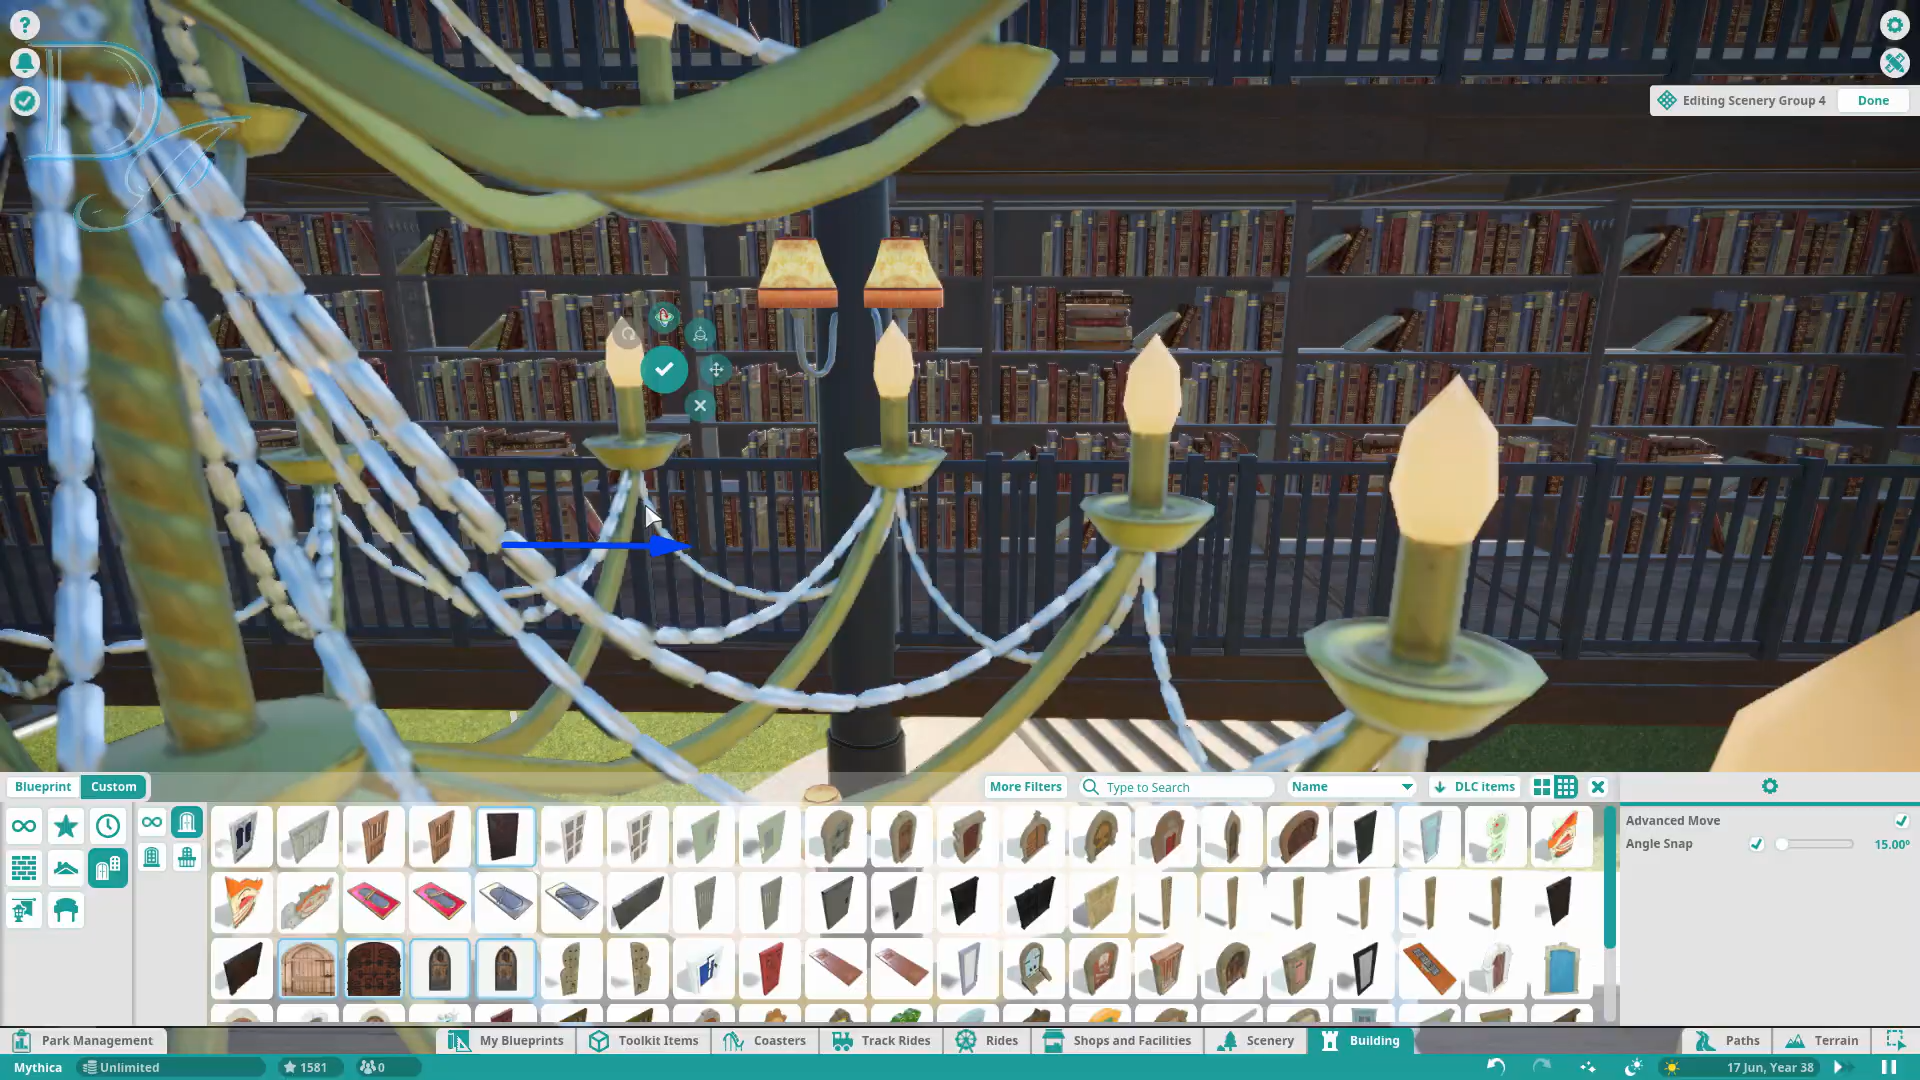 Editing Scenery Group 4
Done
Blueprint
Custom
More Filters
Type to Search
Name
DLC items
Advanced Move
Angle Snap
15.00°
Park Management
My Blueprints
Toolkit Items
Coasters
Track Rides
Rides
Shops and Facilities
Scenery
Building
Paths
Terrain
Mythica
Unlimited
1581
0
17 Jun, Year 38